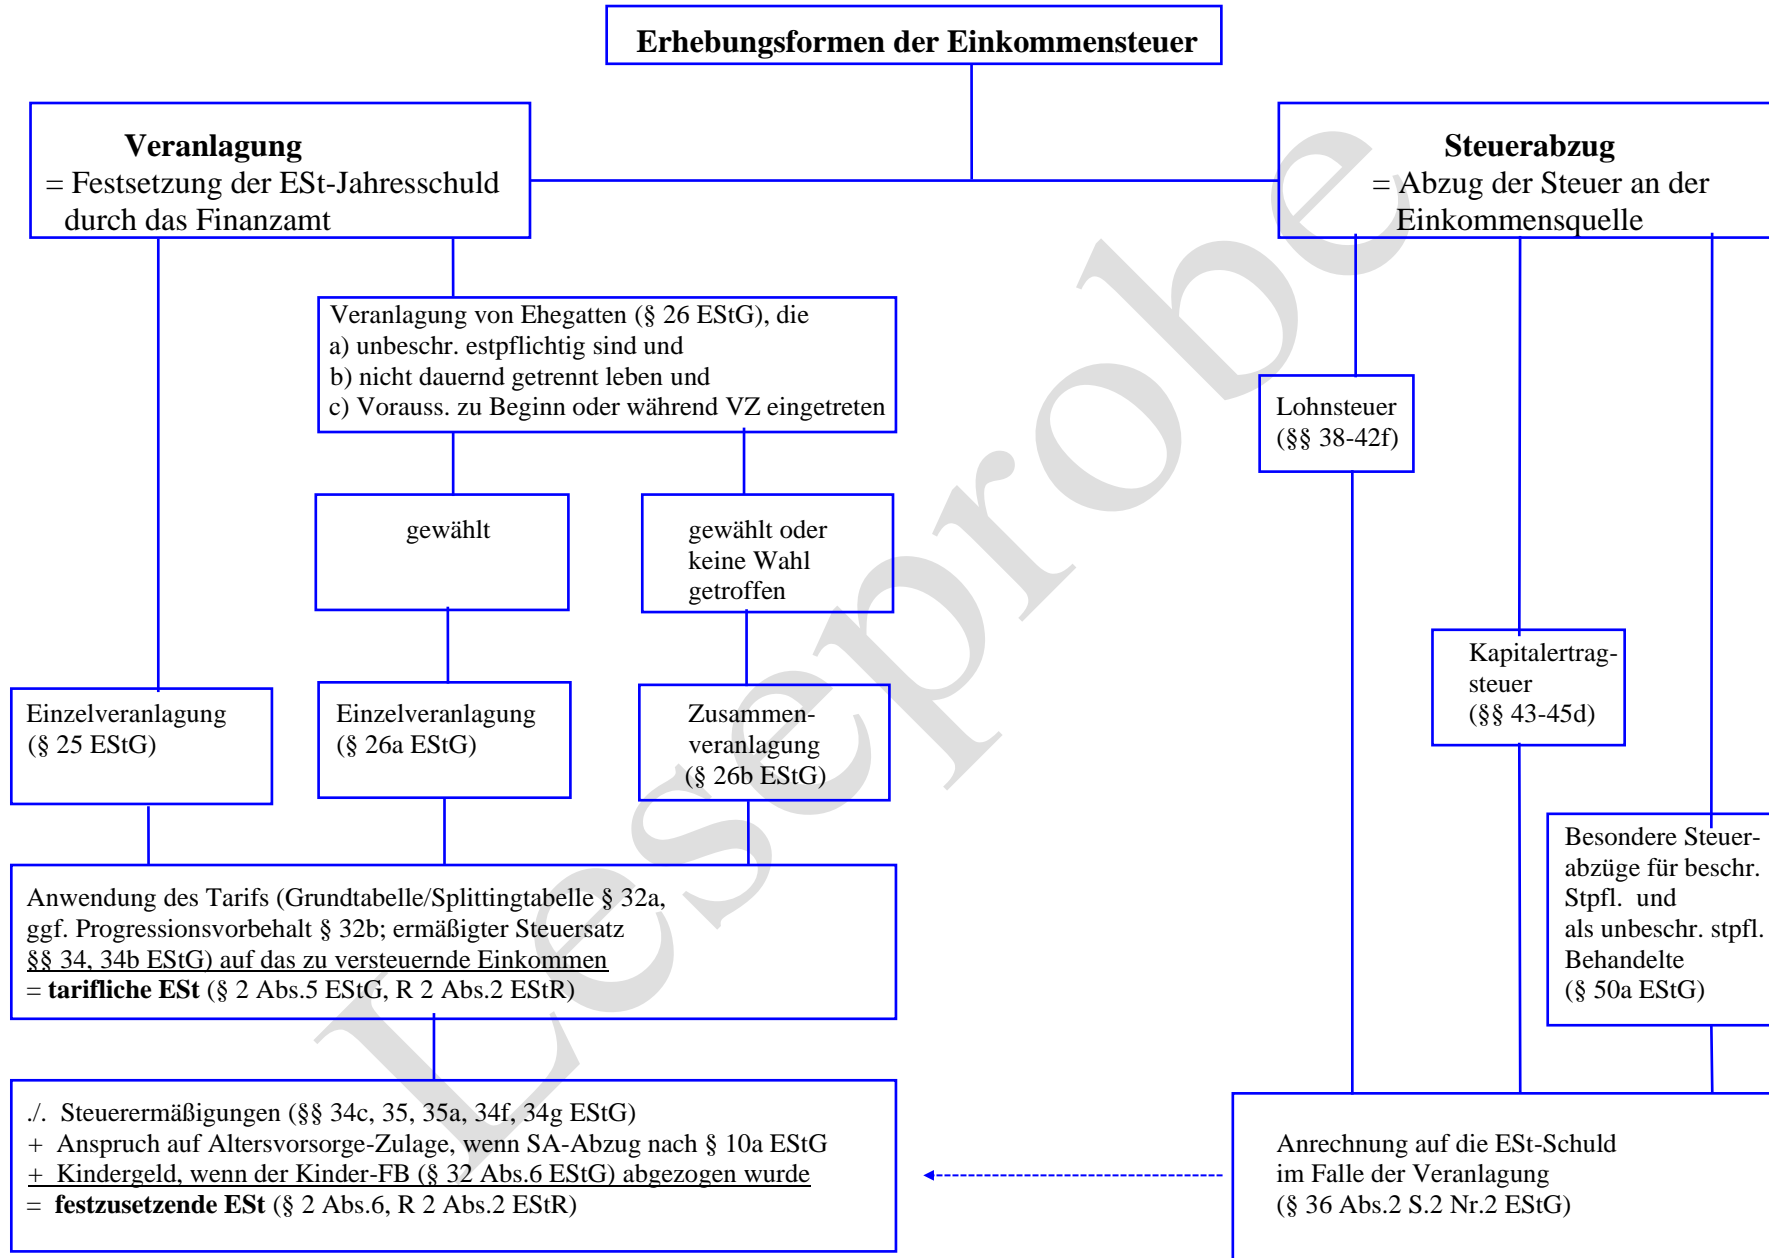 Erhebungsformen der Einkommensteuer
Veranlagung
= Festsetzung der ESt-Jahresschuld
durch das Finanzamt
Steuerabzug
= Abzug der Steuer an der
Einkommensquelle
Veranlagung von Ehegatten (§ 26 EStG), die
a) unbeschr. estpflichtig sind und
b) nicht dauernd getrennt leben und
c) Vorauss. zu Beginn oder während VZ eingetreten
Lohnsteuer
(§§ 38-42f)
gewählt
gewählt oder
keine Wahl
getroffen
Kapitalertrag-
steuer
(§§ 43-45d)
Einzelveranlagung
(§ 25 EStG)
Einzelveranlagung
(§ 26a EStG)
Zusammen-
veranlagung
(§ 26b EStG)
Besondere Steuer-
abzüge für beschr.
Stpfl. und
als unbeschr. stpfl.
Behandelte
(§ 50a EStG)
Anwendung des Tarifs (Grundtabelle/Splittingtabelle § 32a,
ggf. Progressionsvorbehalt § 32b; ermäßigter Steuersatz
§§ 34, 34b EStG) auf das zu versteuernde Einkommen
= tarifliche ESt (§ 2 Abs.5 EStG, R 2 Abs.2 EStR)
./. Steuerermäßigungen (§§ 34c, 35, 35a, 34f, 34g EStG)
+ Anspruch auf Altersvorsorge-Zulage, wenn SA-Abzug nach § 10a EStG
+ Kindergeld, wenn der Kinder-FB (§ 32 Abs.6 EStG) abgezogen wurde
= festzusetzende ESt (§ 2 Abs.6, R 2 Abs.2 EStR)
Anrechnung auf die ESt-Schuld
im Falle der Veranlagung
(§ 36 Abs.2 S.2 Nr.2 EStG)
Leseprobe